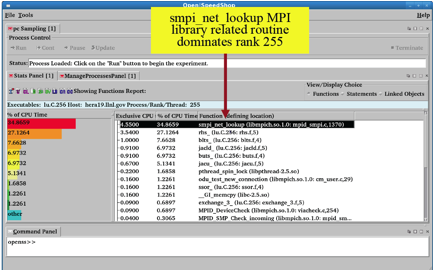 Open|SpeedShop
File Tools
Help
smpi_net_lookup MPI
library related routine
dominates rank 255
pc Sampling [1]
Process Control
Run Cont Pause Update Terminate
Status: Process Loaded: Click on the "Run" button to begin the experiment.
Stats Panel [1] ManageProcessesPanel [1]
View/Display Choice
Showing Functions Report:
Functions Statements Linked Objects
Executables: lu.C.256 Host: hera19.llnl.gov Process/Rank/Thread: 255
% of CPU Time
34.8659
27.1264
7.6628
6.9732
6.9732
5.1341
1.6858
1.2261
1.2261
other
Exclusive CPU % of CPU Time Function (defining location)
4.5500 34.8659 smpi_net_lookup (libmpich.so.1.0: mpid_smpi.c,1370)
3.5400 27.1264 rhs_ (lu.C.256: rhs.f,5)
1.0000 7.6628 blts_ (lu.C.256: blts.f,4)
0.9100 6.9732 jacld_ (lu.C.256: jacld.f,5)
0.9100 6.9732 buts_ (lu.C.256: buts.f,4)
0.6700 5.1341 jacu_ (lu.C.256: jacu.f,5)
0.2200 1.6858 pthread_spin_lock (libpthread-2.5.so)
0.1600 1.2261 odu_test_new_connection (libmpich.so.1.0: cm_user.c,29)
0.1600 1.2261 ssor_ (lu.C.256: ssor.f,4)
0.1600 1.2261 __GI_memcpy (libc-2.5.so)
0.0900 0.6897 exchange_3_ (lu.C.256: exchange_3.f,5)
0.0900 0.6897 MPID_DeviceCheck (libmpich.so.1.0: viacheck.c,254)
0.0400 0.3065 MPID_SMP_Check_incoming (libmpich.so.1.0: mpid_sm...
Command Panel
openss>>